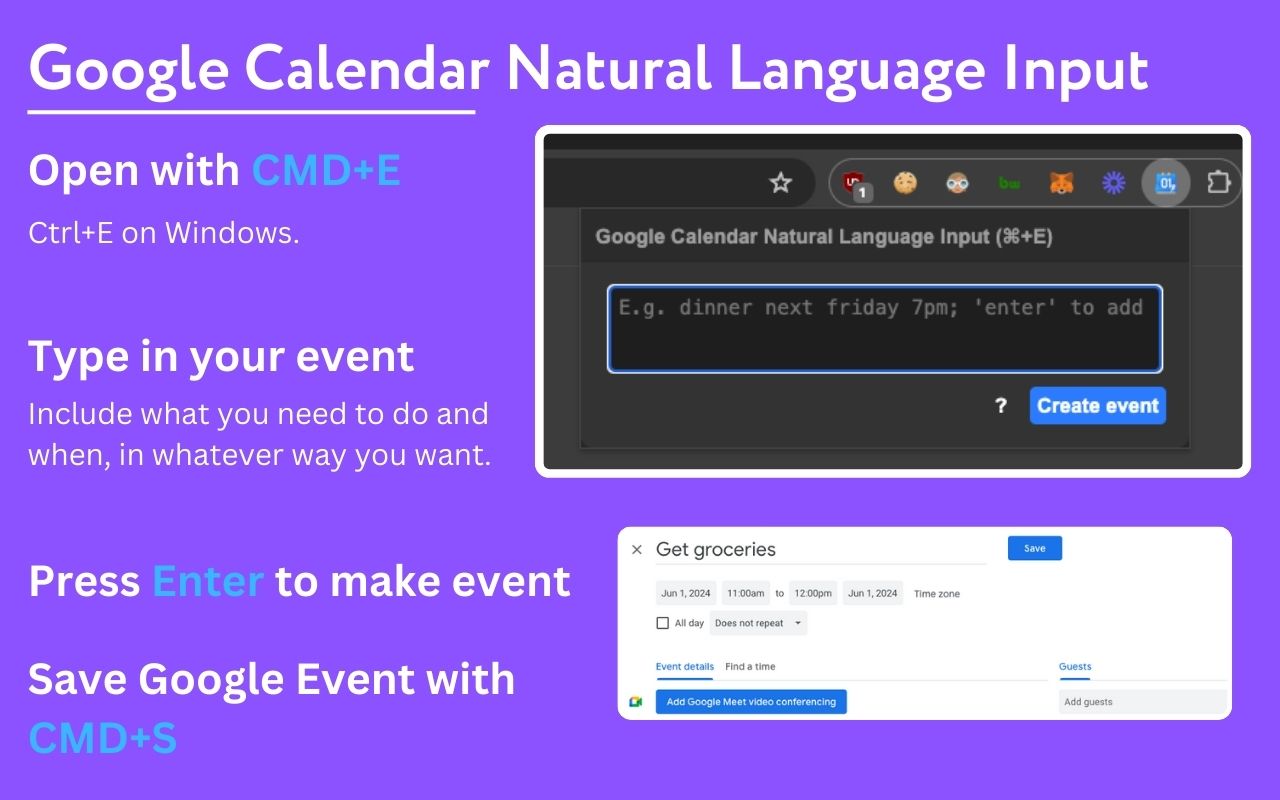 Google Calendar Natural Language Input
Open with CMD+E
Ctrl+E on Windows.
Type in your event
Include what you need to do and
when, in whatever way you want.
Press Enter to make event
Save Google Event with
CMD+S
1
bw
01
Google Calendar Natural Language Input (⌘+E)
E.g. dinner next friday 7pm; 'enter' to add
? Create event
Get groceries
Save
Jun 1, 2024 11:00am to 12:00pm Jun 1, 2024 Time zone
All day Does not repeat
Event details Find a time
Guests
Add Google Meet video conferencing
Add guests